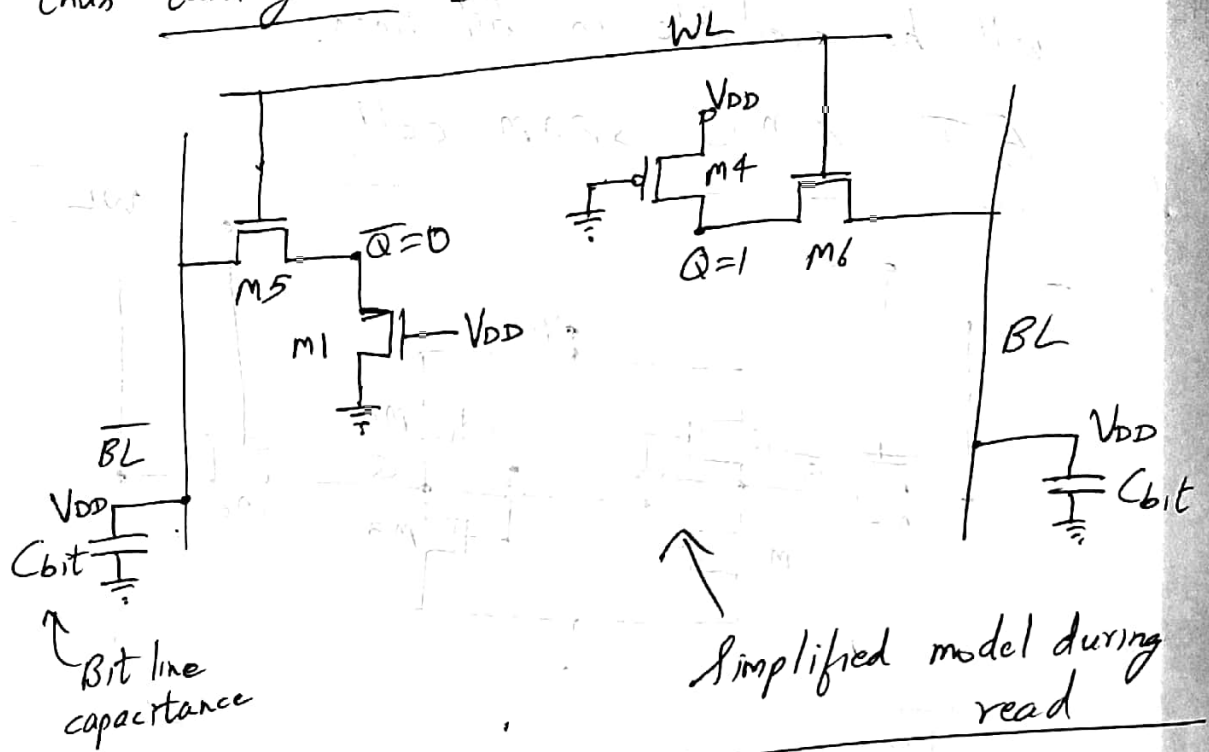 WL
VDD
M4
Q̅=0
M5
Q=1
M6
M1
VDD
BL
B̅L̅
VDD
VDD
Cbit
Cbit
Bit line
capacitance
Simplified model during
read